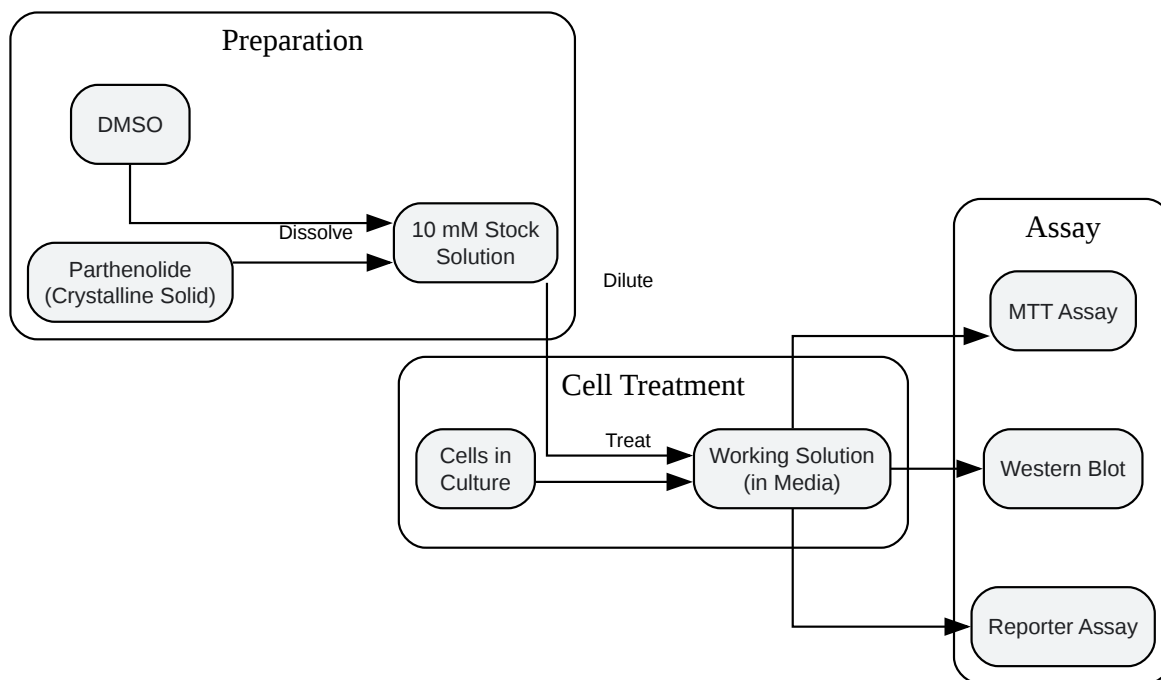 Preparation
DMSO
Dissolve
10 mM Stock
Solution
Parthenolide
(Crystalline Solid)
Dilute
Cell Treatment
Cells in
Culture
Treat
Working Solution
(in Media)
Assay
MTT Assay
Western Blot
Reporter Assay